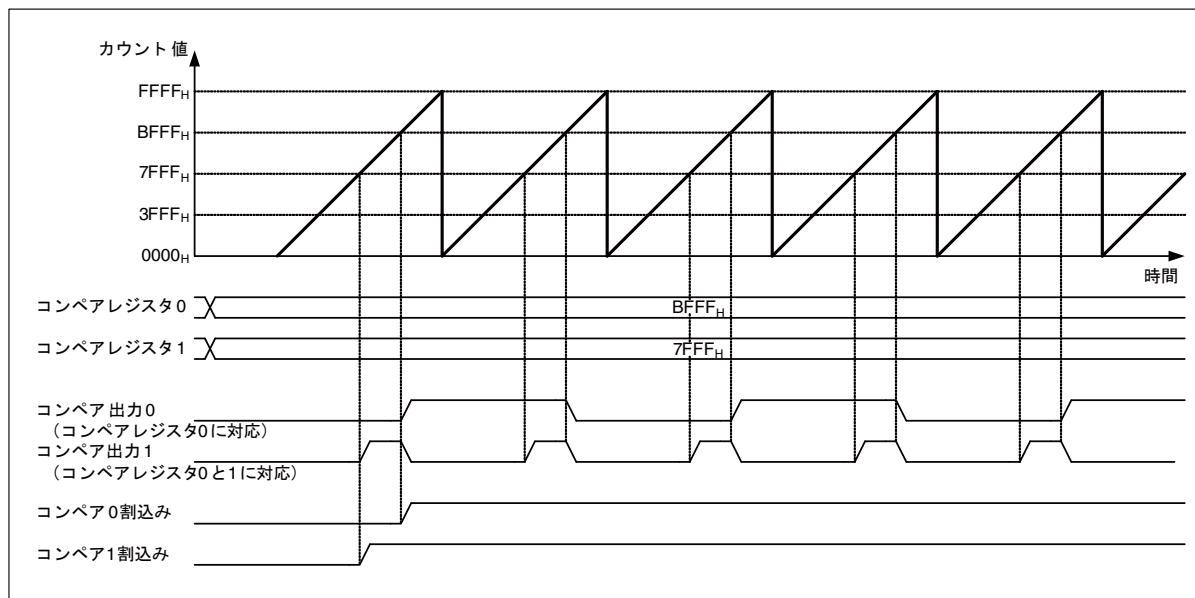 カウント値
FFFFH
BFFFH
7FFFH
3FFFH
0000H
時間
コンペアレジスタ0
BFFFH
コンペアレジスタ1
7FFFH
コンペア出力0
(コンペアレジスタ0に対応)
コンペア出力1
(コンペアレジスタ0と1に対応)
コンペア0割込み
コンペア1割込み